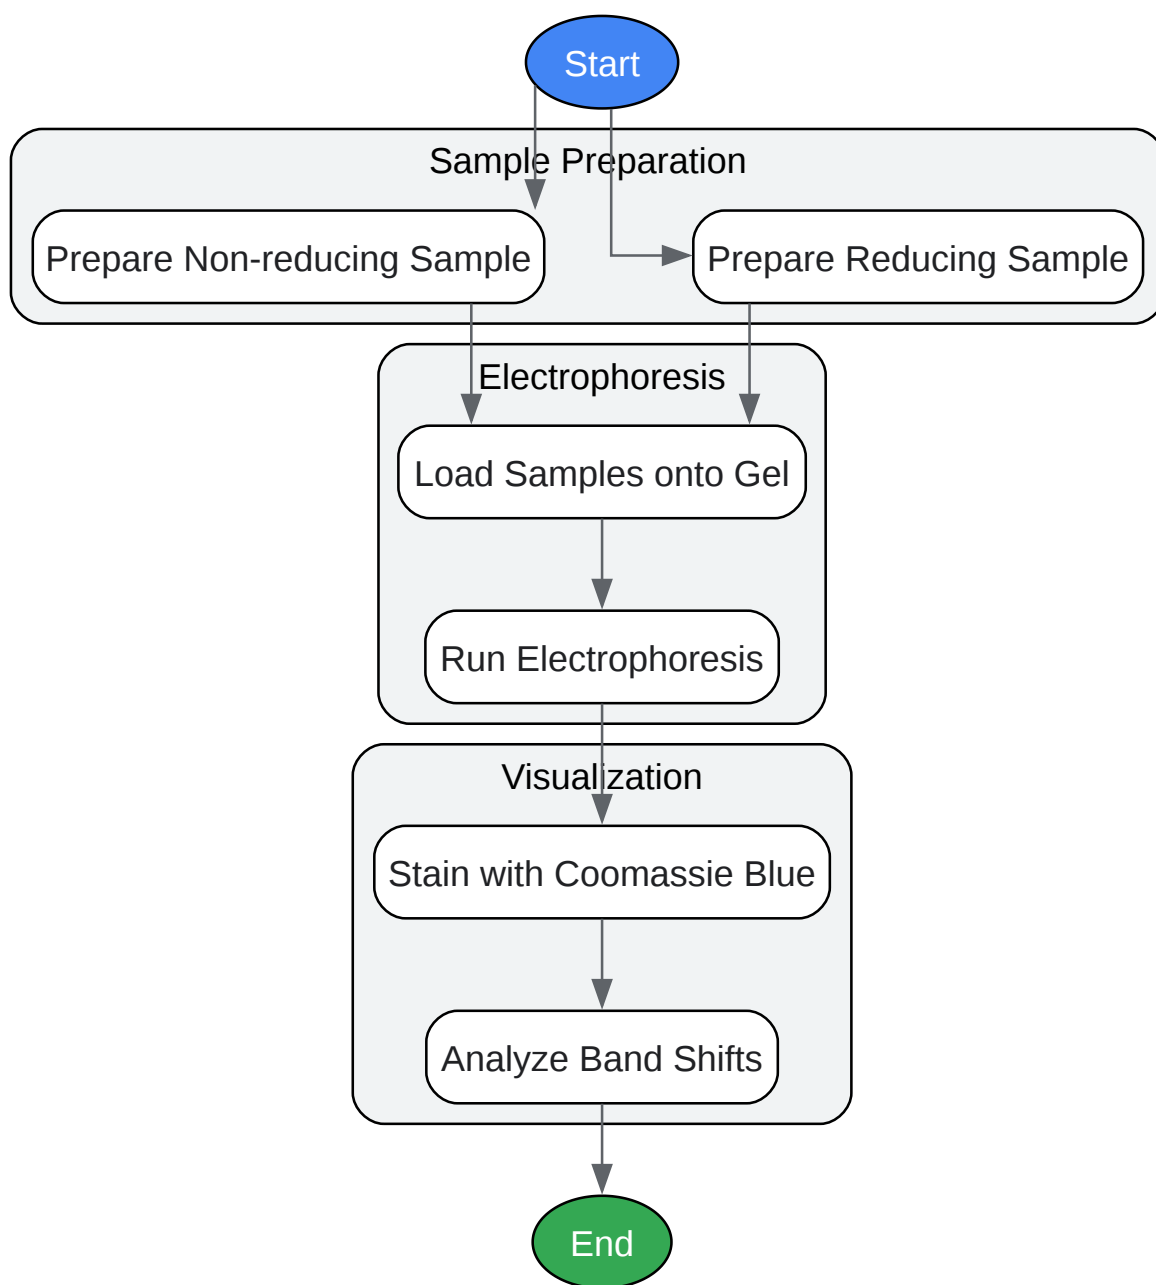 Start
Sample Preparation
Prepare Non-reducing Sample
Prepare Reducing Sample
Electrophoresis
Load Samples onto Gel
Run Electrophoresis
Visualization
Stain with Coomassie Blue
Analyze Band Shifts
End